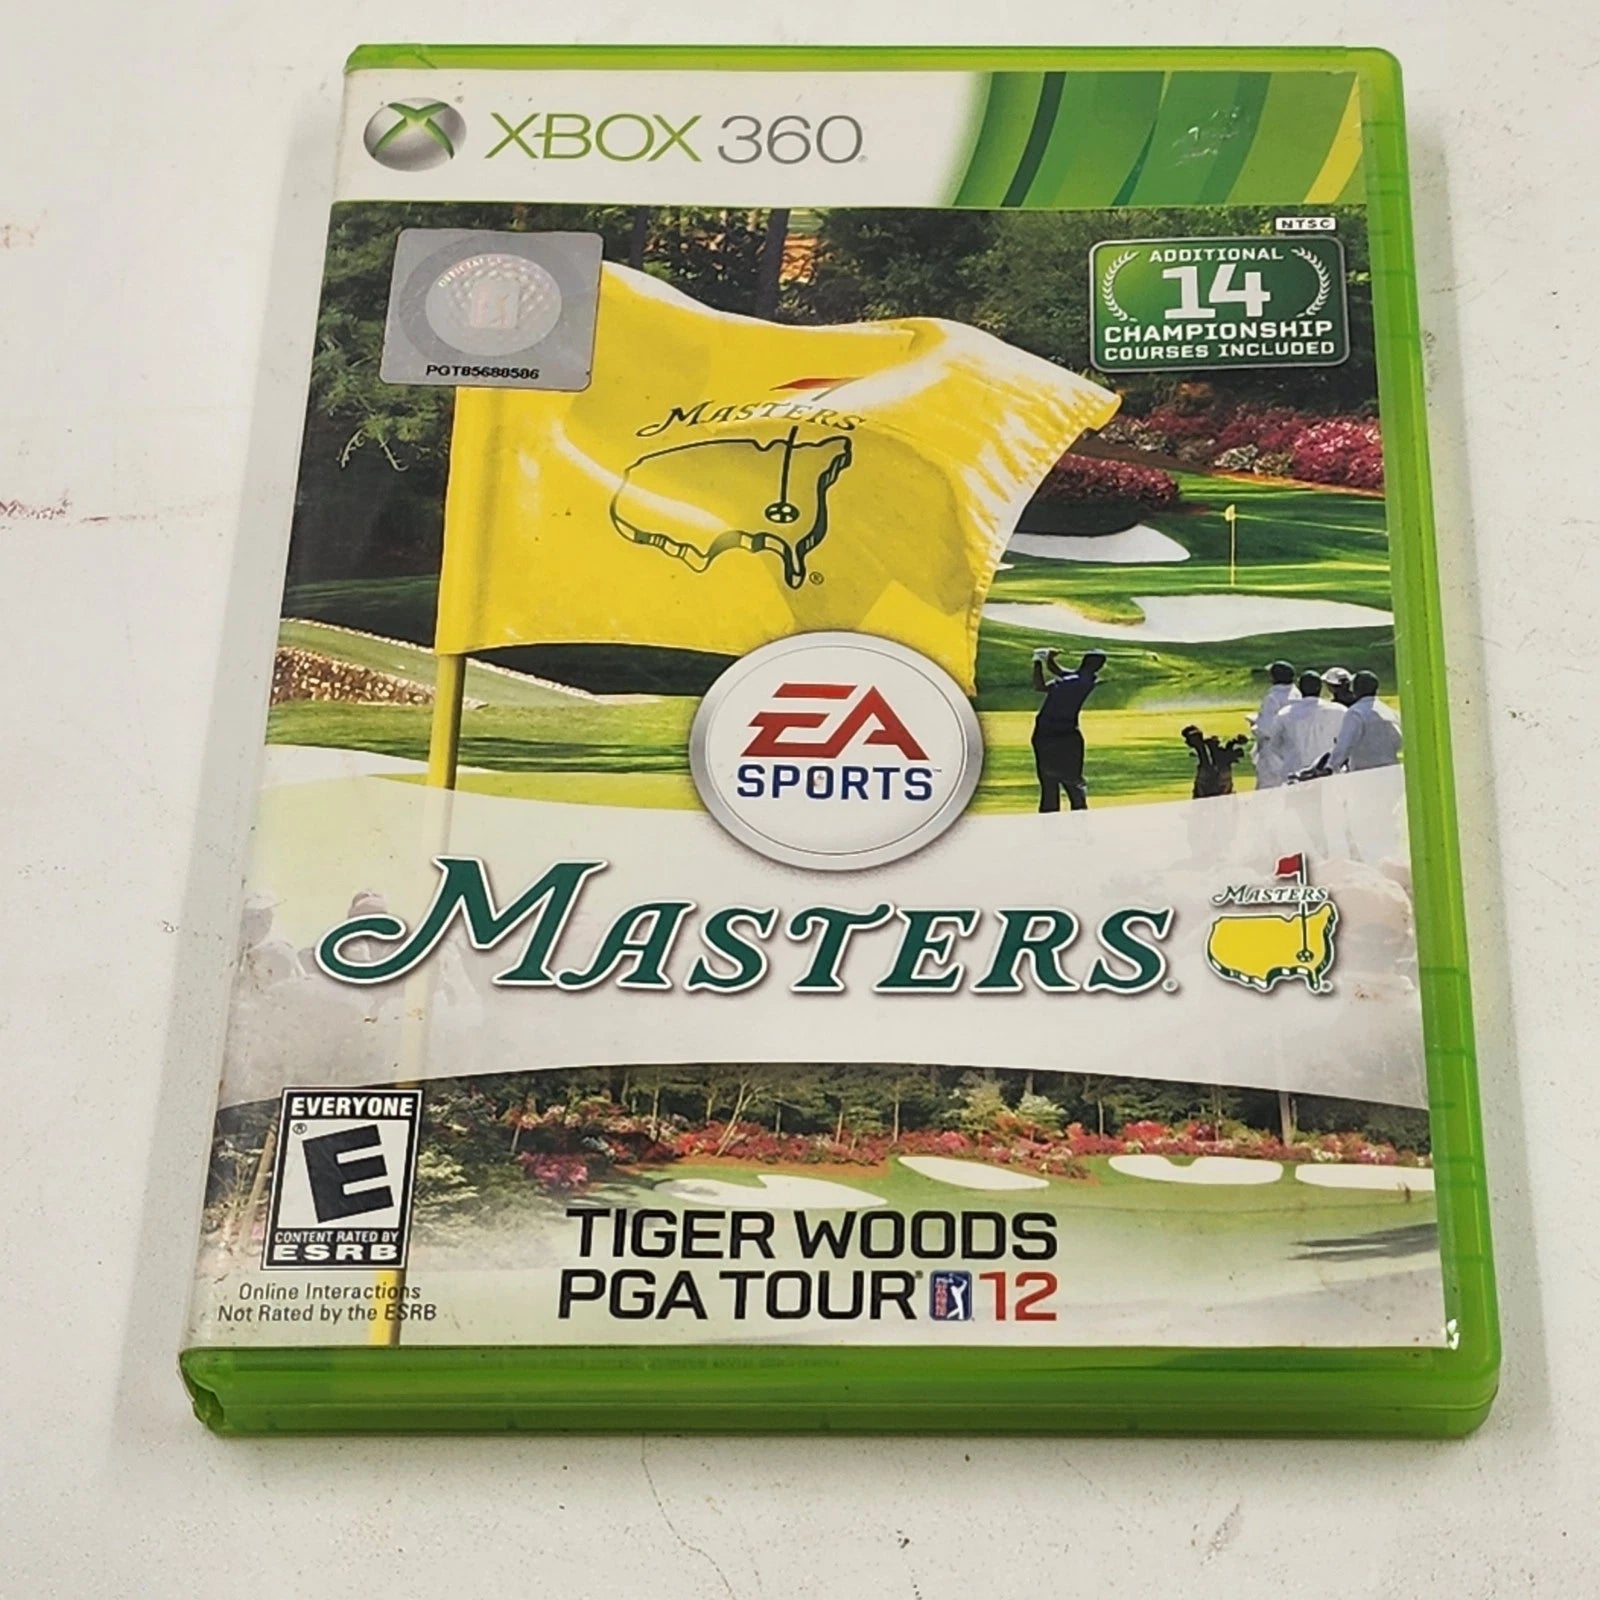 XBOX 360
NTSC
ADDITIONAL
14
CHAMPIONSHIP
COURSES INCLUDED
PGT85688586
MASTERS
®
EA
SPORTS™
MASTERS®
MASTERS
®
EVERYONE
®
E
CONTENT RATED BY
ESRB
Online Interactions
Not Rated by the ESRB
TIGER WOODS
PGA TOUR® 12